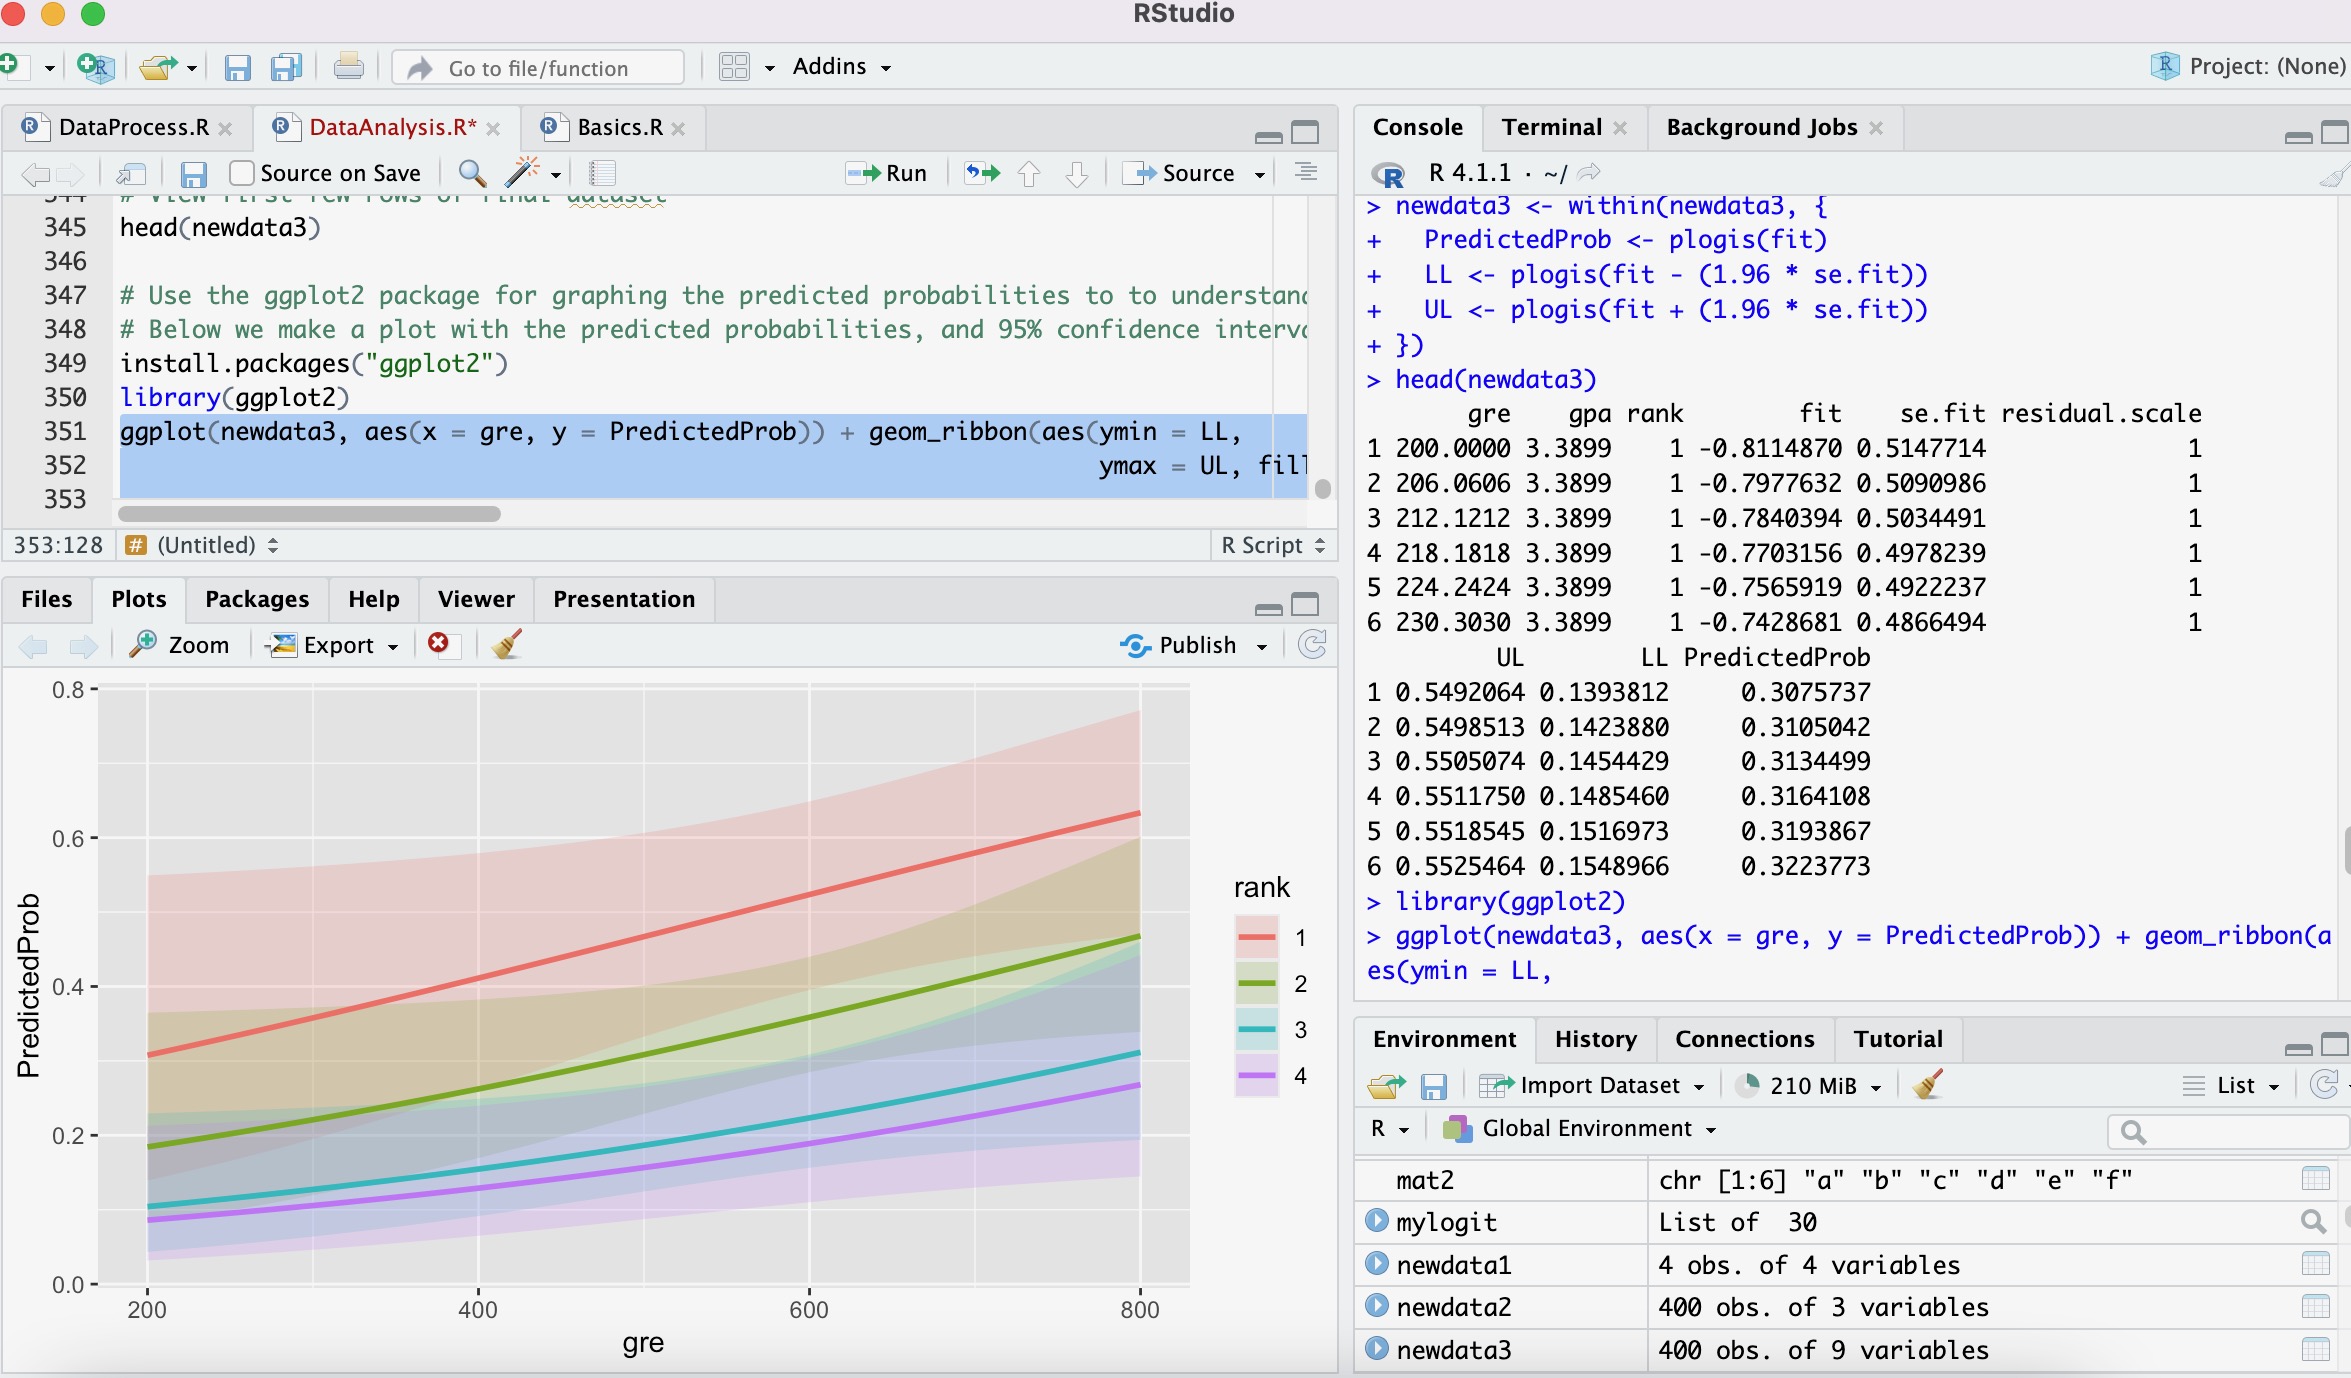 RStudio
Go to file/function
Addins
Project: (None)
DataProcess.R
DataAnalysis.R*
Basics.R
Source on Save
Run
Source
344 # View first few rows of final dataset
345 head(newdata3)
346
347 # Use the ggplot2 package for graphing the predicted probabilities to to understand
348 # Below we make a plot with the predicted probabilities, and 95% confidence interva
349 install.packages("ggplot2")
350 library(ggplot2)
351 ggplot(newdata3, aes(x = gre, y = PredictedProb)) + geom_ribbon(aes(ymin = LL,
352 ymax = UL, fill
353
353:128 # (Untitled) R Script
Files Plots Packages Help Viewer Presentation
Zoom Export Publish
0.8
0.6
0.4
0.2
0.0
PredictedProb
200 400 600 800
gre
rank
1
2
3
4
Console Terminal Background Jobs
R 4.1.1 · ~/
> newdata3 <- within(newdata3, {
+ PredictedProb <- plogis(fit)
+ LL <- plogis(fit - (1.96 * se.fit))
+ UL <- plogis(fit + (1.96 * se.fit))
+ })
> head(newdata3)
gre gpa rank fit se.fit residual.scale
1 200.0000 3.3899 1 -0.8114870 0.5147714 1
2 206.0606 3.3899 1 -0.7977632 0.5090986 1
3 212.1212 3.3899 1 -0.7840394 0.5034491 1
4 218.1818 3.3899 1 -0.7703156 0.4978239 1
5 224.2424 3.3899 1 -0.7565919 0.4922237 1
6 230.3030 3.3899 1 -0.7428681 0.4866494 1
UL LL PredictedProb
1 0.5492064 0.1393812 0.3075737
2 0.5498513 0.1423880 0.3105042
3 0.5505074 0.1454429 0.3134499
4 0.5511750 0.1485460 0.3164108
5 0.5518545 0.1516973 0.3193867
6 0.5525464 0.1548966 0.3223773
> library(ggplot2)
> ggplot(newdata3, aes(x = gre, y = PredictedProb)) + geom_ribbon(a
es(ymin = LL,
Environment History Connections Tutorial
Import Dataset 210 MiB List
R Global Environment
mat2 chr [1:6] "a" "b" "c" "d" "e" "f"
mylogit List of 30
newdata1 4 obs. of 4 variables
newdata2 400 obs. of 3 variables
newdata3 400 obs. of 9 variables